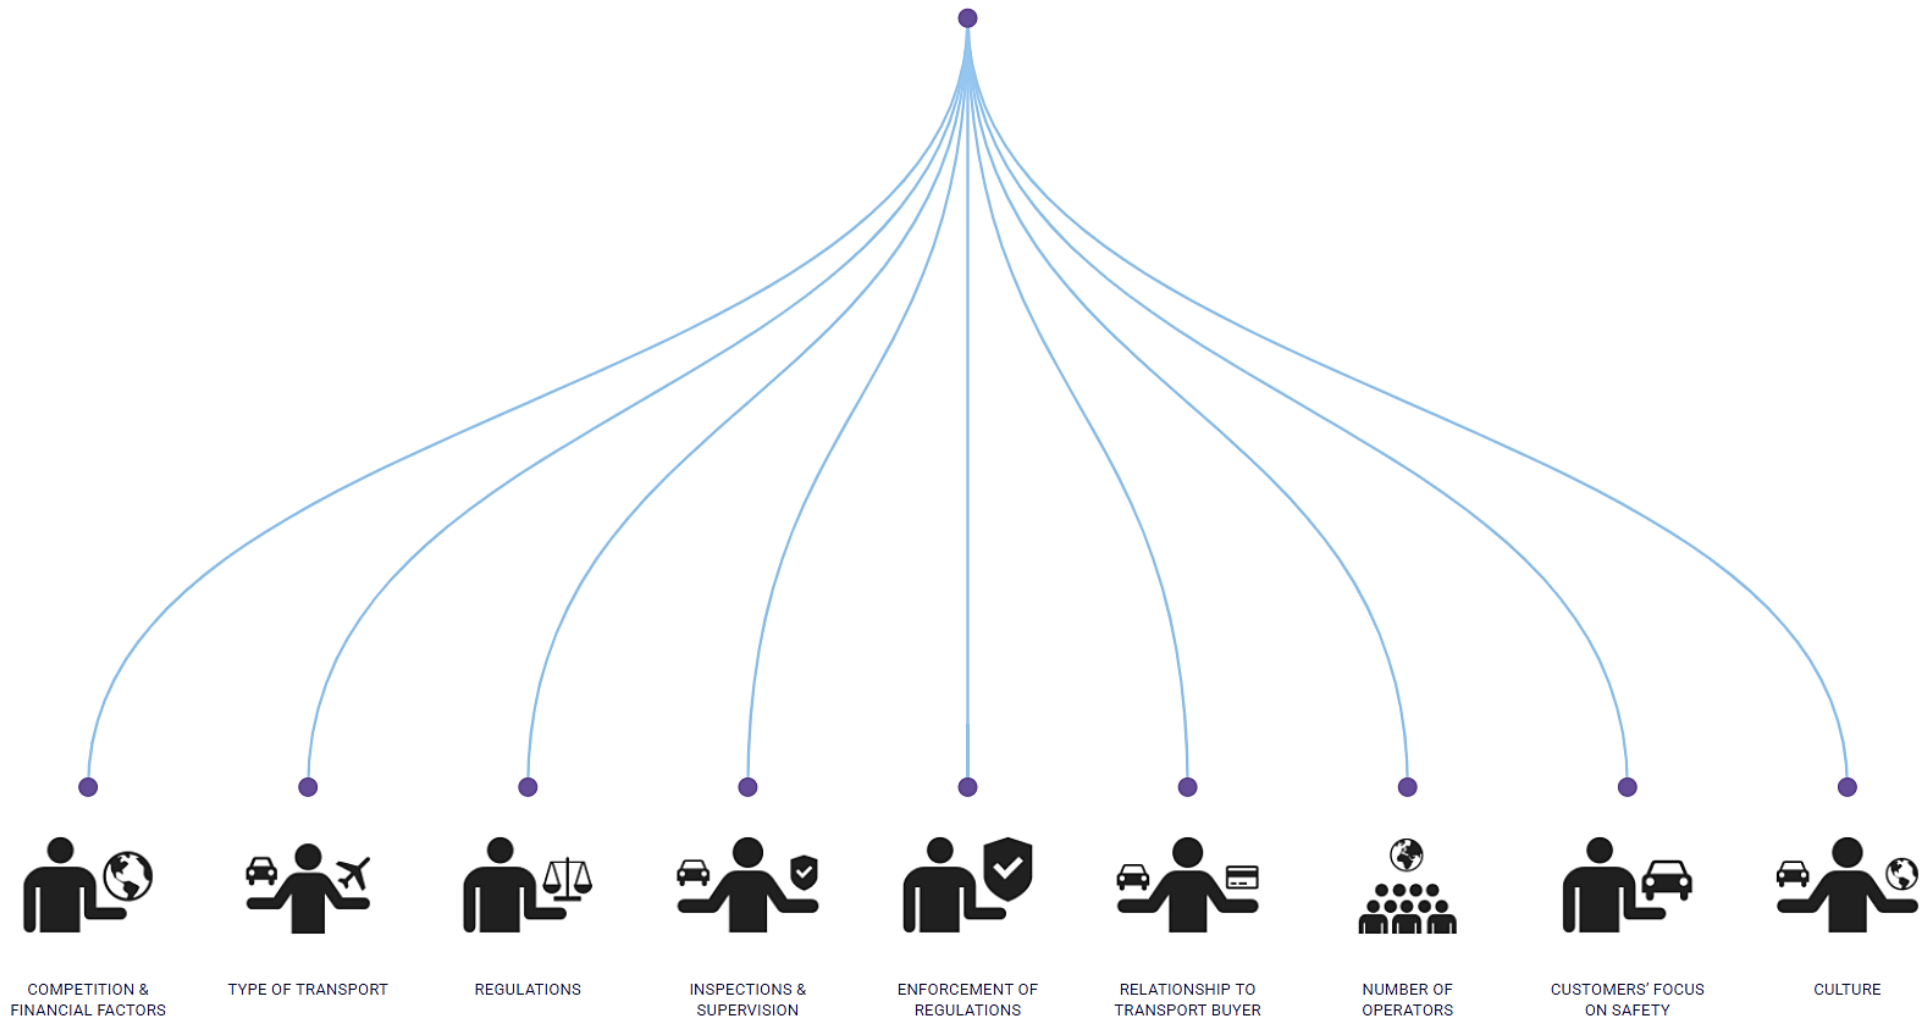 COMPETITION &
FINANCIAL FACTORS
TYPE OF TRANSPORT
REGULATIONS
INSPECTIONS &
SUPERVISION
ENFORCEMENT OF
REGULATIONS
RELATIONSHIP TO
TRANSPORT BUYER
NUMBER OF
OPERATORS
CUSTOMERS’ FOCUS
ON SAFETY
CULTURE